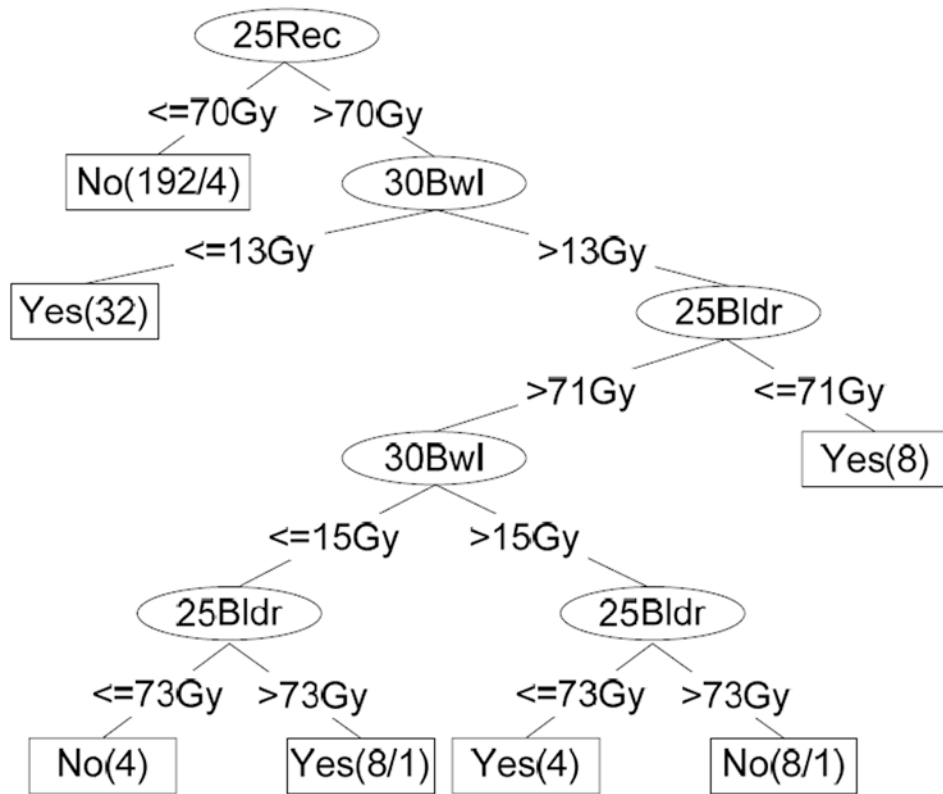 25Rec
<=70Gy >70Gy
No(192/4) 30Bwl
<=13Gy >13Gy
Yes(32) 25Bldr
>71Gy <=71Gy
30Bwl Yes(8)
<=15Gy >15Gy
25Bldr 25Bldr
<=73Gy >73Gy <=73Gy >73Gy
No(4) Yes(8/1) Yes(4) No(8/1)